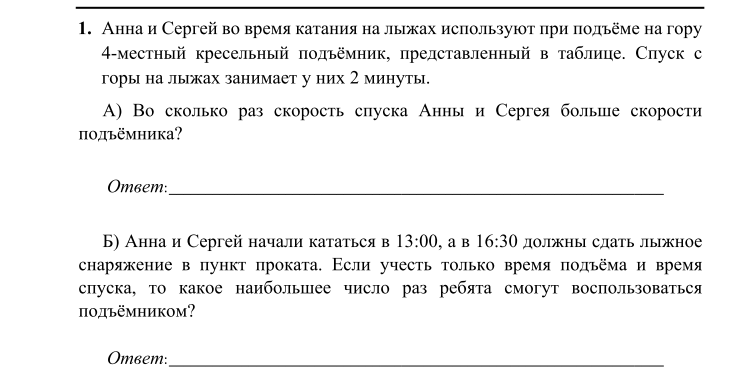 1. Анна и Сергей во время катания на лыжах используют при подъёме на гору
4-местный кресельный подъёмник, представленный в таблице. Спуск с
горы на лыжах занимает у них 2 минуты.
А) Во сколько раз скорость спуска Анны и Сергея больше скорости
подъёмника?
Ответ:
Б) Анна и Сергей начали кататься в 13:00, а в 16:30 должны сдать лыжное
снаряжение в пункт проката. Если учесть только время подъёма и время
спуска, то какое наибольшее число раз ребята смогут воспользоваться
подъёмником?
Ответ: